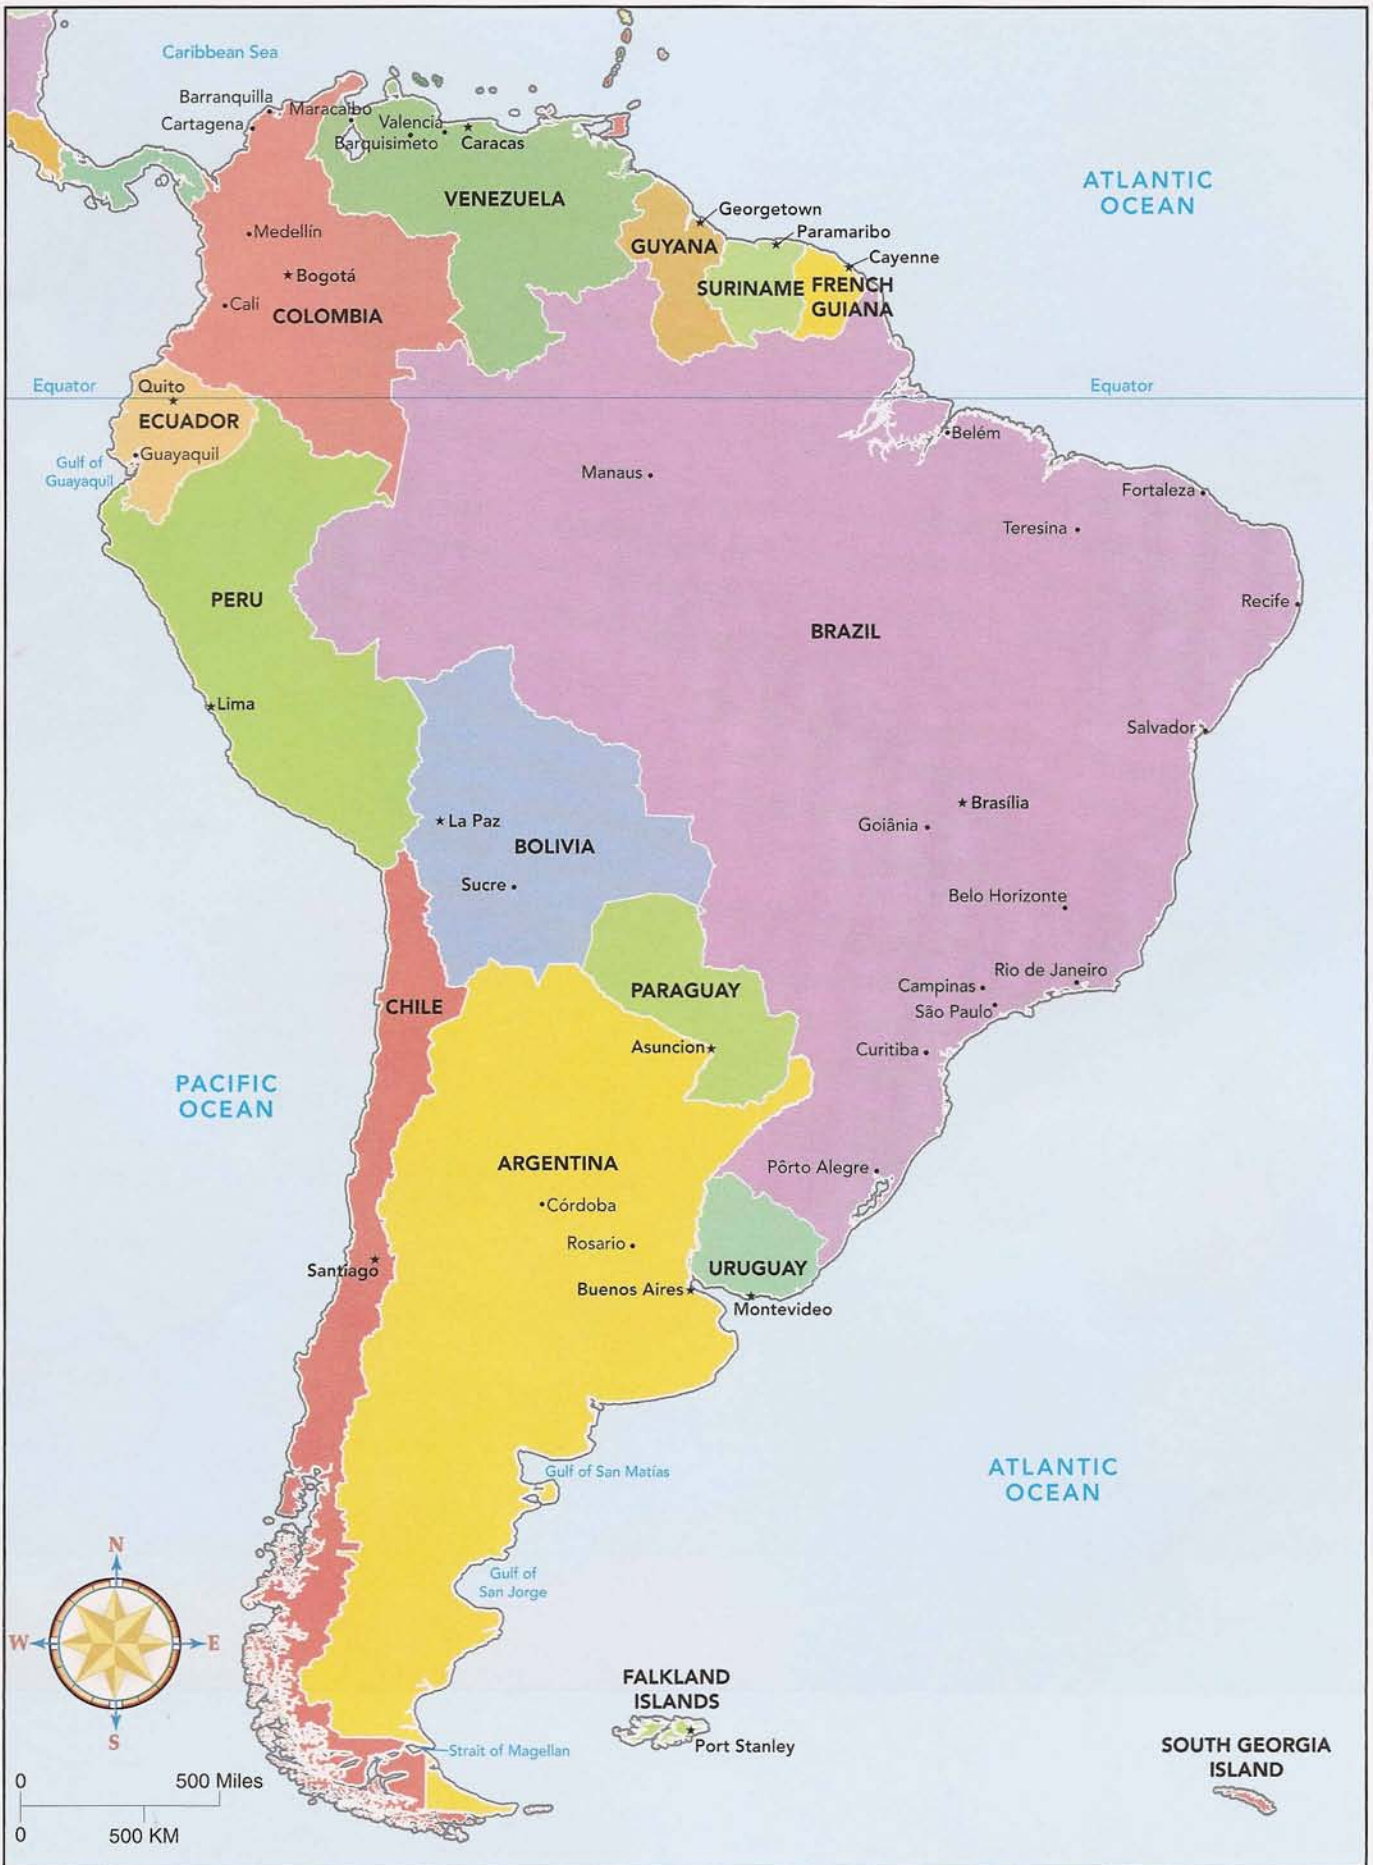 Caribbean Sea
Barranquilla
Maracaibo
Cartagena
Valencia
Barquisimeto
Caracas
VENEZUELA
ATLANTIC
OCEAN
Georgetown
Medellín
Paramaribo
GUYANA
Cayenne
Bogotá
SURINAME
FRENCH
GUIANA
Cali
COLOMBIA
Equator
Quito
Equator
ECUADOR
Belém
Guayaquil
Gulf of
Guayaquil
Manaus
Fortaleza
Teresina
PERU
Recife
BRAZIL
Lima
Salvador
Brasília
La Paz
Goiânia
BOLIVIA
Sucre
Belo Horizonte
Rio de Janeiro
Campinas
PARAGUAY
CHILE
São Paulo
Asuncion
Curitiba
PACIFIC
OCEAN
ARGENTINA
Pôrto Alegre
Córdoba
Rosario
Santiago
URUGUAY
Buenos Aires
Montevideo
Gulf of San Matías
ATLANTIC
OCEAN
N
Gulf of
San Jorge
W
E
FALKLAND
ISLANDS
S
Port Stanley
Strait of Magellan
SOUTH GEORGIA
ISLAND
0 500 Miles
0 500 KM